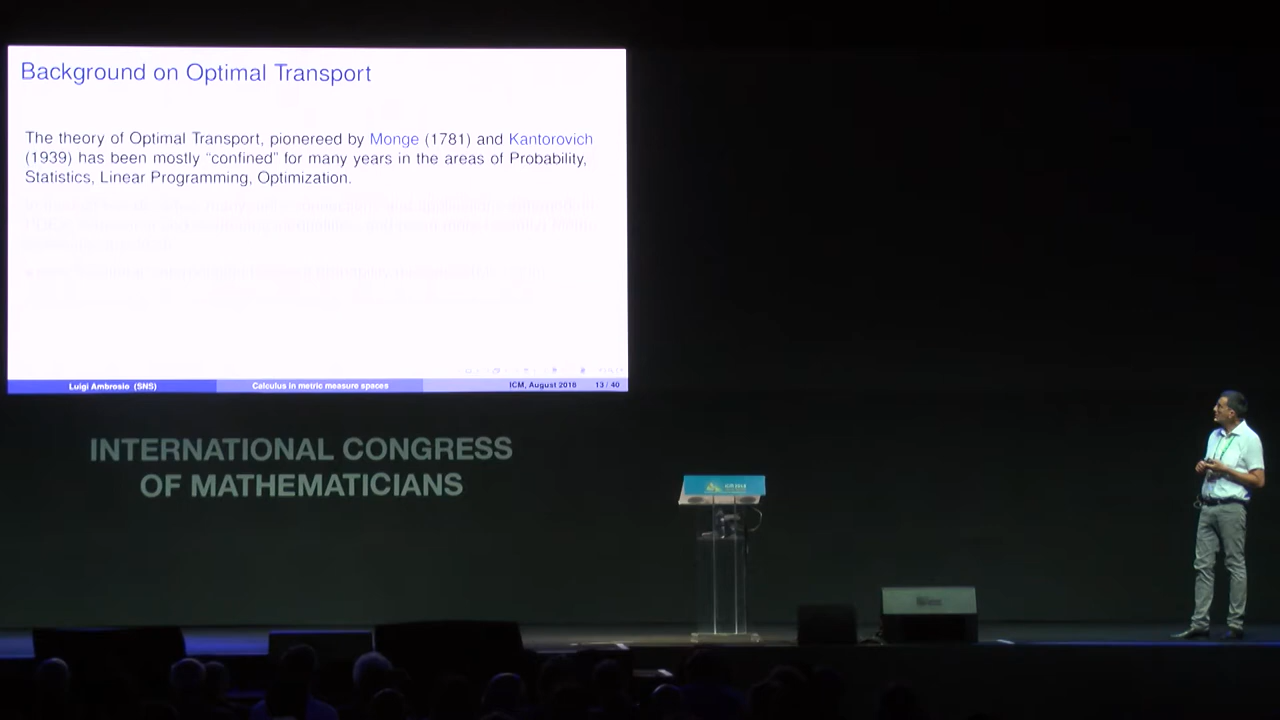 Background on Optimal Transport
The theory of Optimal Transport, pionereed by Monge (1781) and Kantorovich
(1939) has been mostly “confined” for many years in the areas of Probability,
Statistics, Linear Programming, Optimization.
Luigi Ambrosio (SNS) Calculus in metric measure spaces ICM, August 2018 13 / 40
INTERNATIONAL CONGRESS
OF MATHEMATICIANS